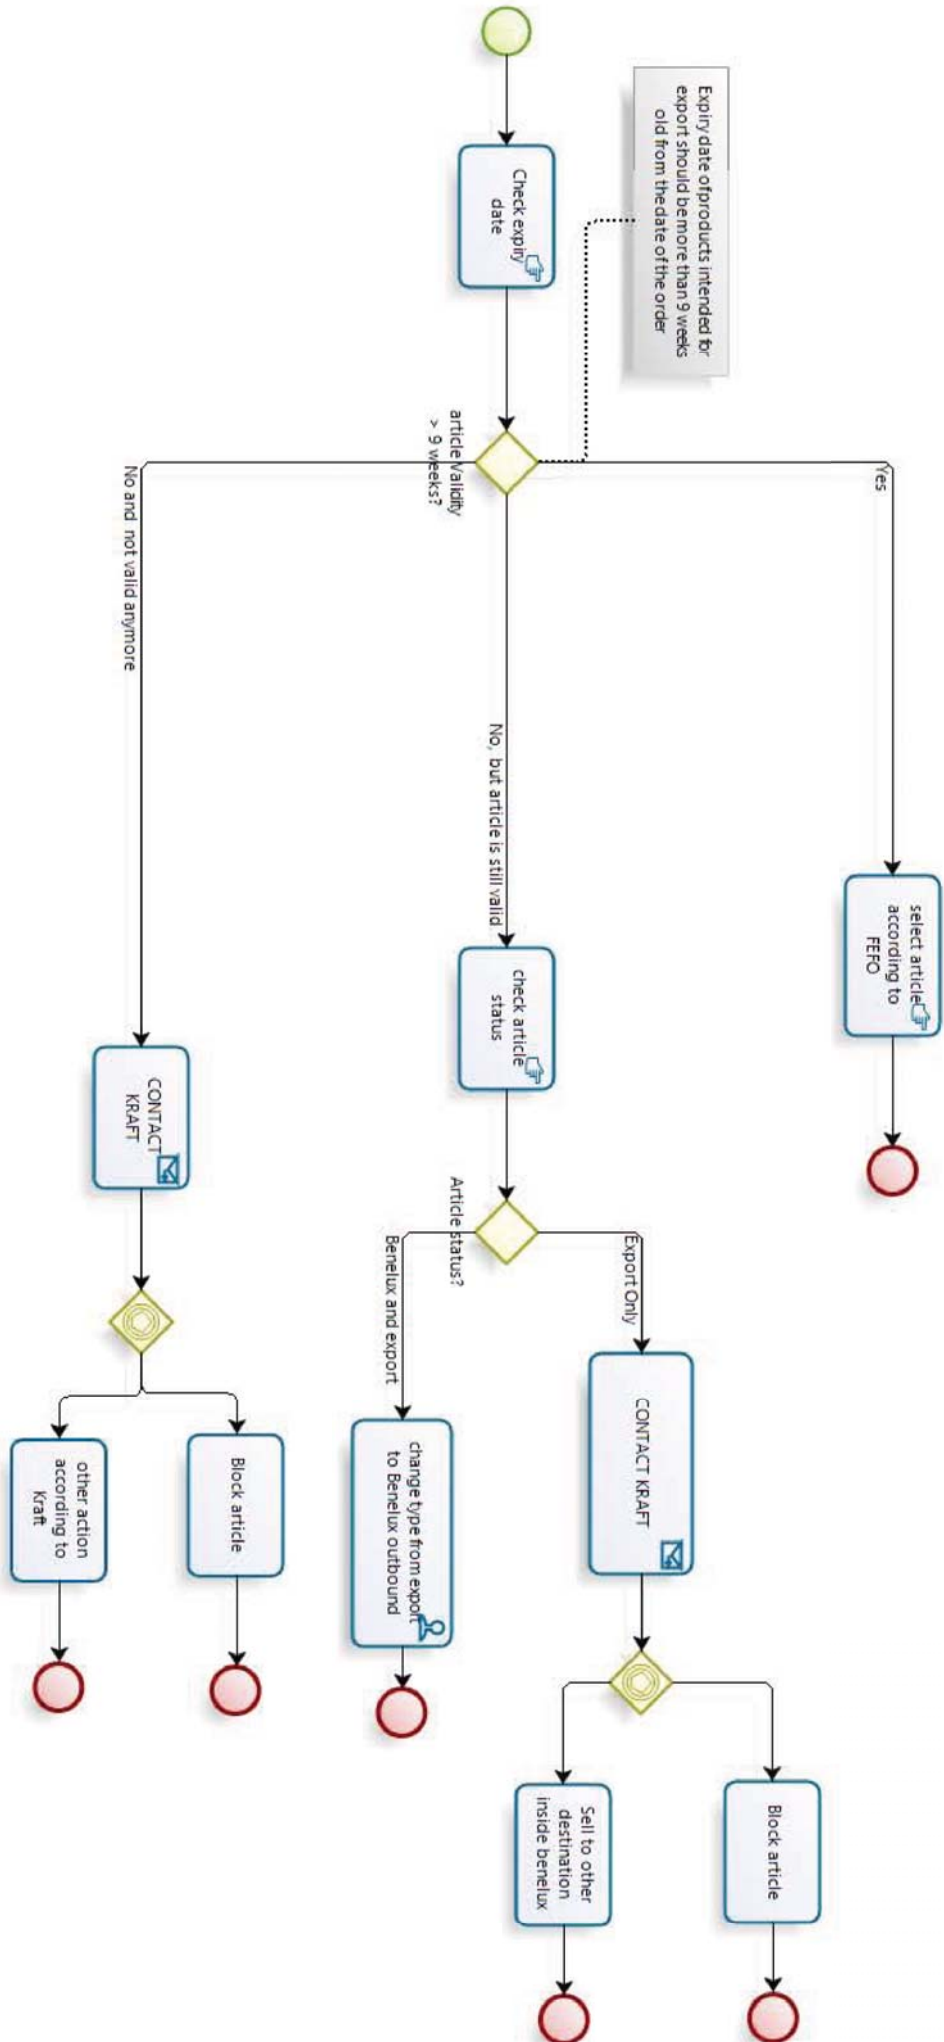 Expiry date of products intended for
export should be more than 9 weeks
old from the date of the order
Check expiry
date
article Validity
> 9 weeks?
Yes
select article
according to
FEFO
No, but article is still valid
check article
status
Article status?
Export Only
CONTACT KRAFT
Block article
Sell to other
destination
inside benelux
Benelux and export
change type from export
to Benelux outbound
No and not valid anymore
CONTACT
KRAFT
Block article
other action
according to
Kraft